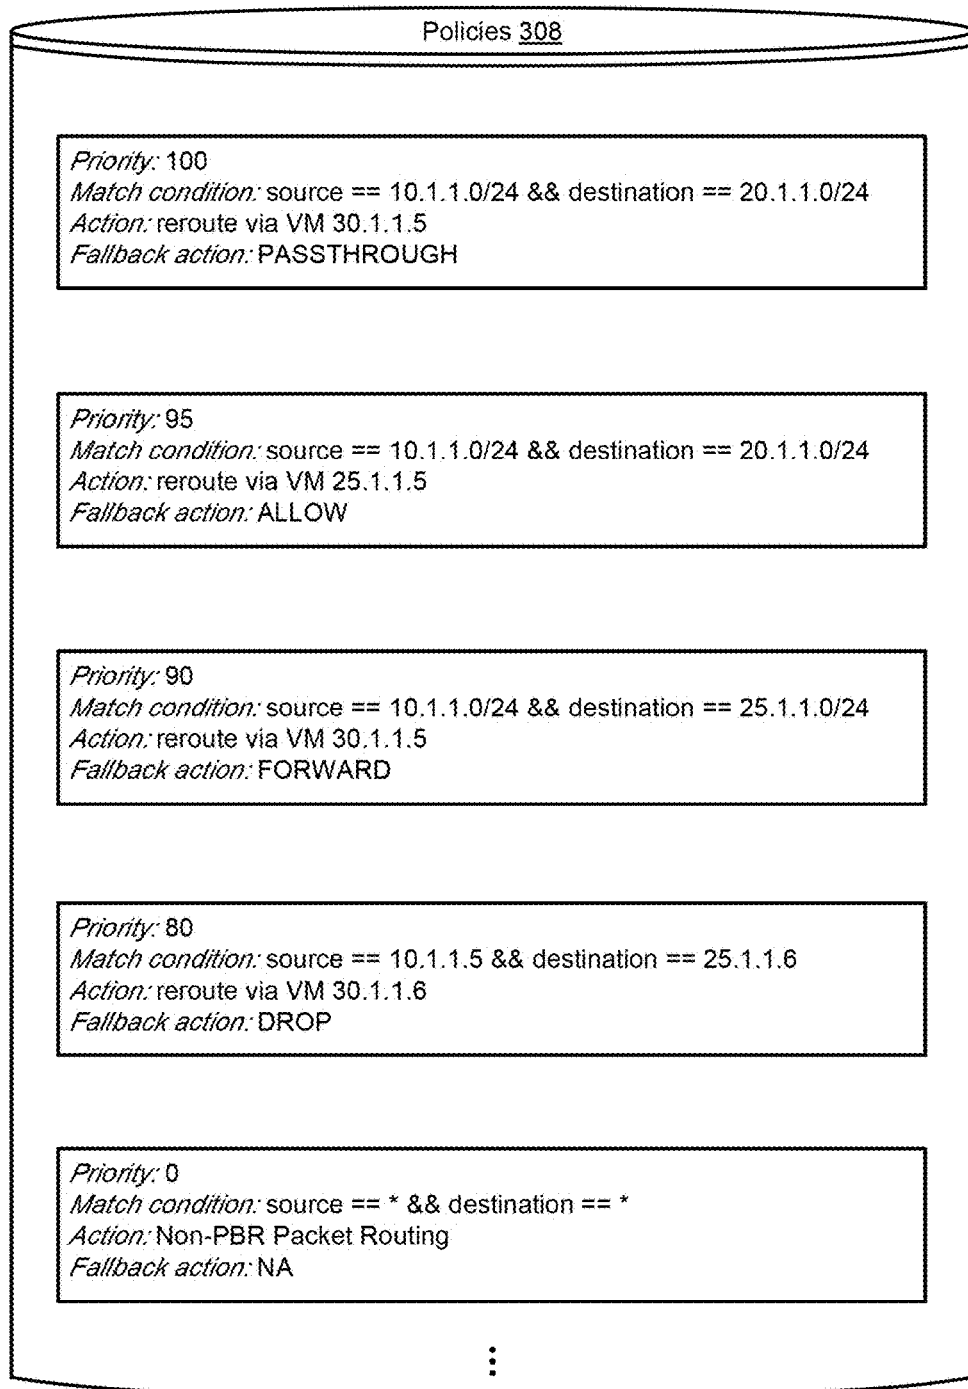 Policies 308
Priority: 100
Match condition: source == 10.1.1.0/24 && destination == 20.1.1.0/24
Action: reroute via VM 30.1.1.5
Fallback action: PASSTHROUGH
Priority: 95
Match condition: source == 10.1.1.0/24 && destination == 20.1.1.0/24
Action: reroute via VM 25.1.1.5
Fallback action: ALLOW
Priority: 90
Match condition: source == 10.1.1.0/24 && destination == 25.1.1.0/24
Action: reroute via VM 30.1.1.5
Fallback action: FORWARD
Priority: 80
Match condition: source == 10.1.1.5 && destination == 25.1.1.6
Action: reroute via VM 30.1.1.6
Fallback action: DROP
Priority: 0
Match condition: source == * && destination == *
Action: Non-PBR Packet Routing
Fallback action: NA